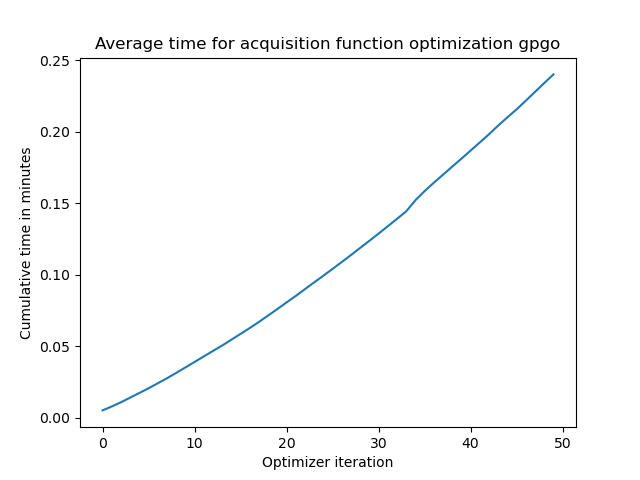 Average time for acquisition function optimization gpgo
0.25
0.20
0.15
0.10
0.05
0.00
Cumulative time in minutes
0 10 20 30 40 50
Optimizer iteration